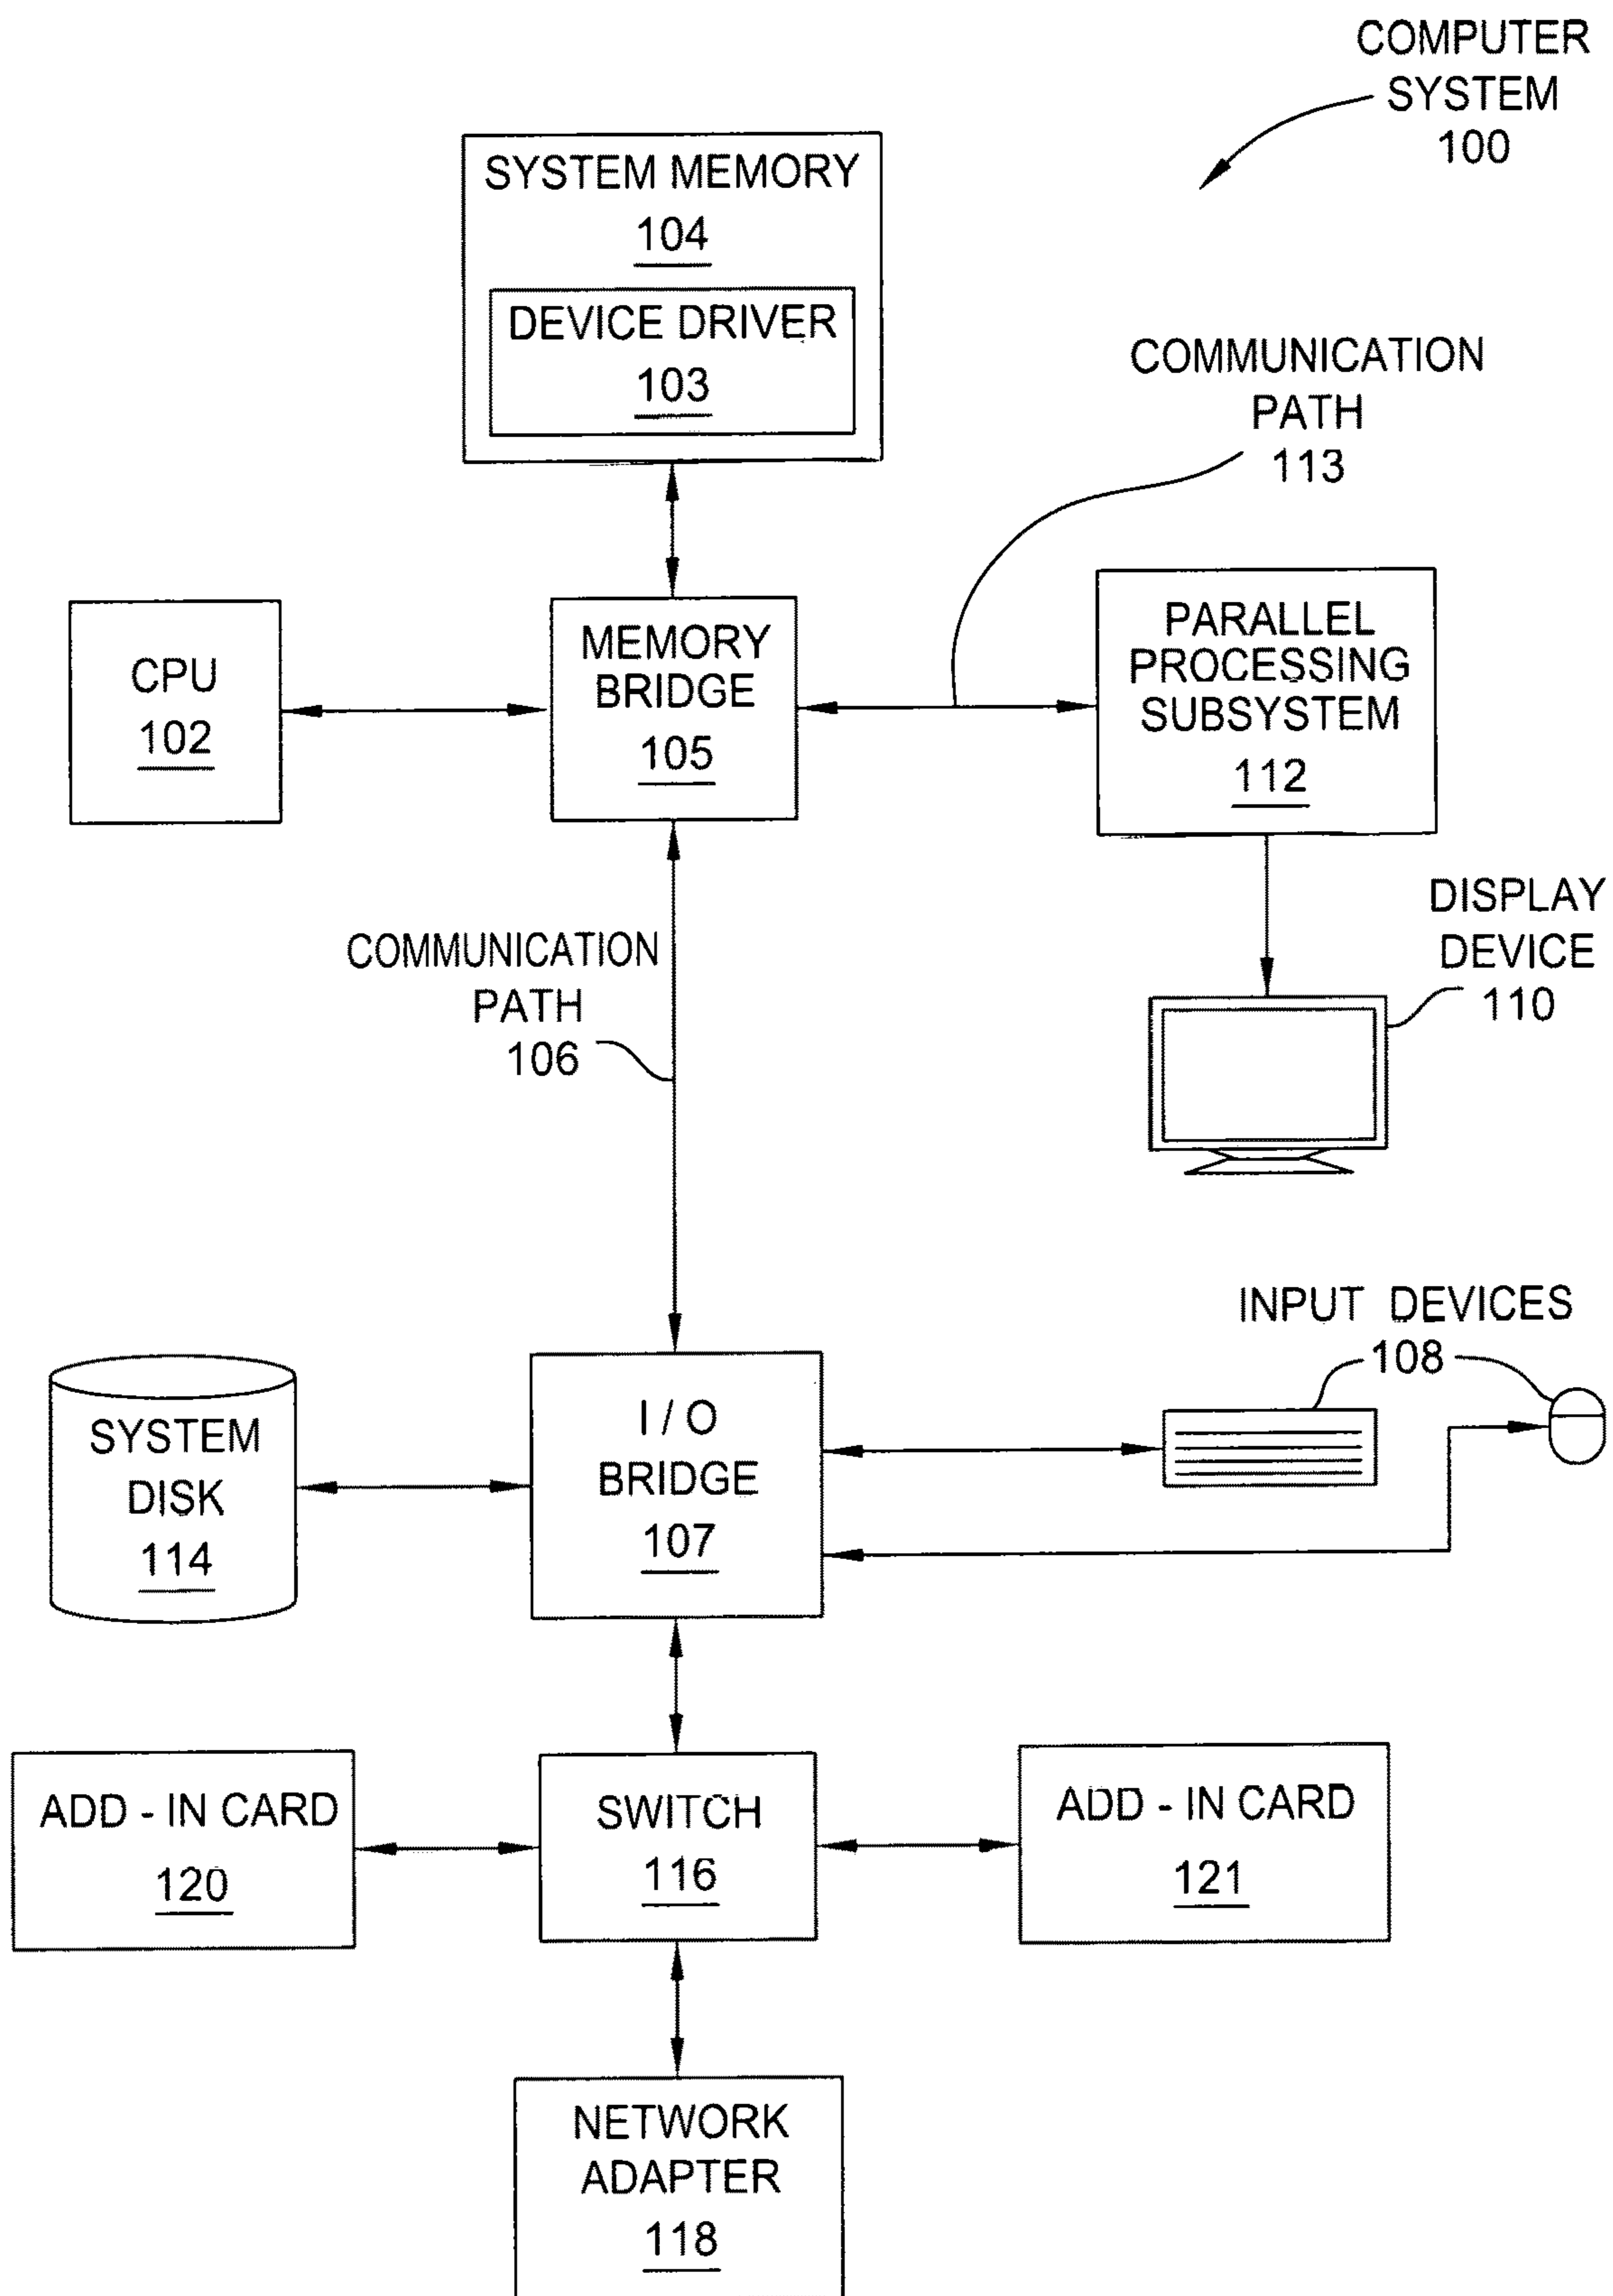 COMPUTER
SYSTEM
100
SYSTEM MEMORY
104
DEVICE DRIVER
103
COMMUNICATION
PATH
113
CPU
102
MEMORY
BRIDGE
105
PARALLEL
PROCESSING
SUBSYSTEM
112
DISPLAY
DEVICE
110
COMMUNICATION
PATH
106
INPUT DEVICES
108
SYSTEM
DISK
114
I / O
BRIDGE
107
ADD - IN CARD
120
SWITCH
116
ADD - IN CARD
121
NETWORK
ADAPTER
118